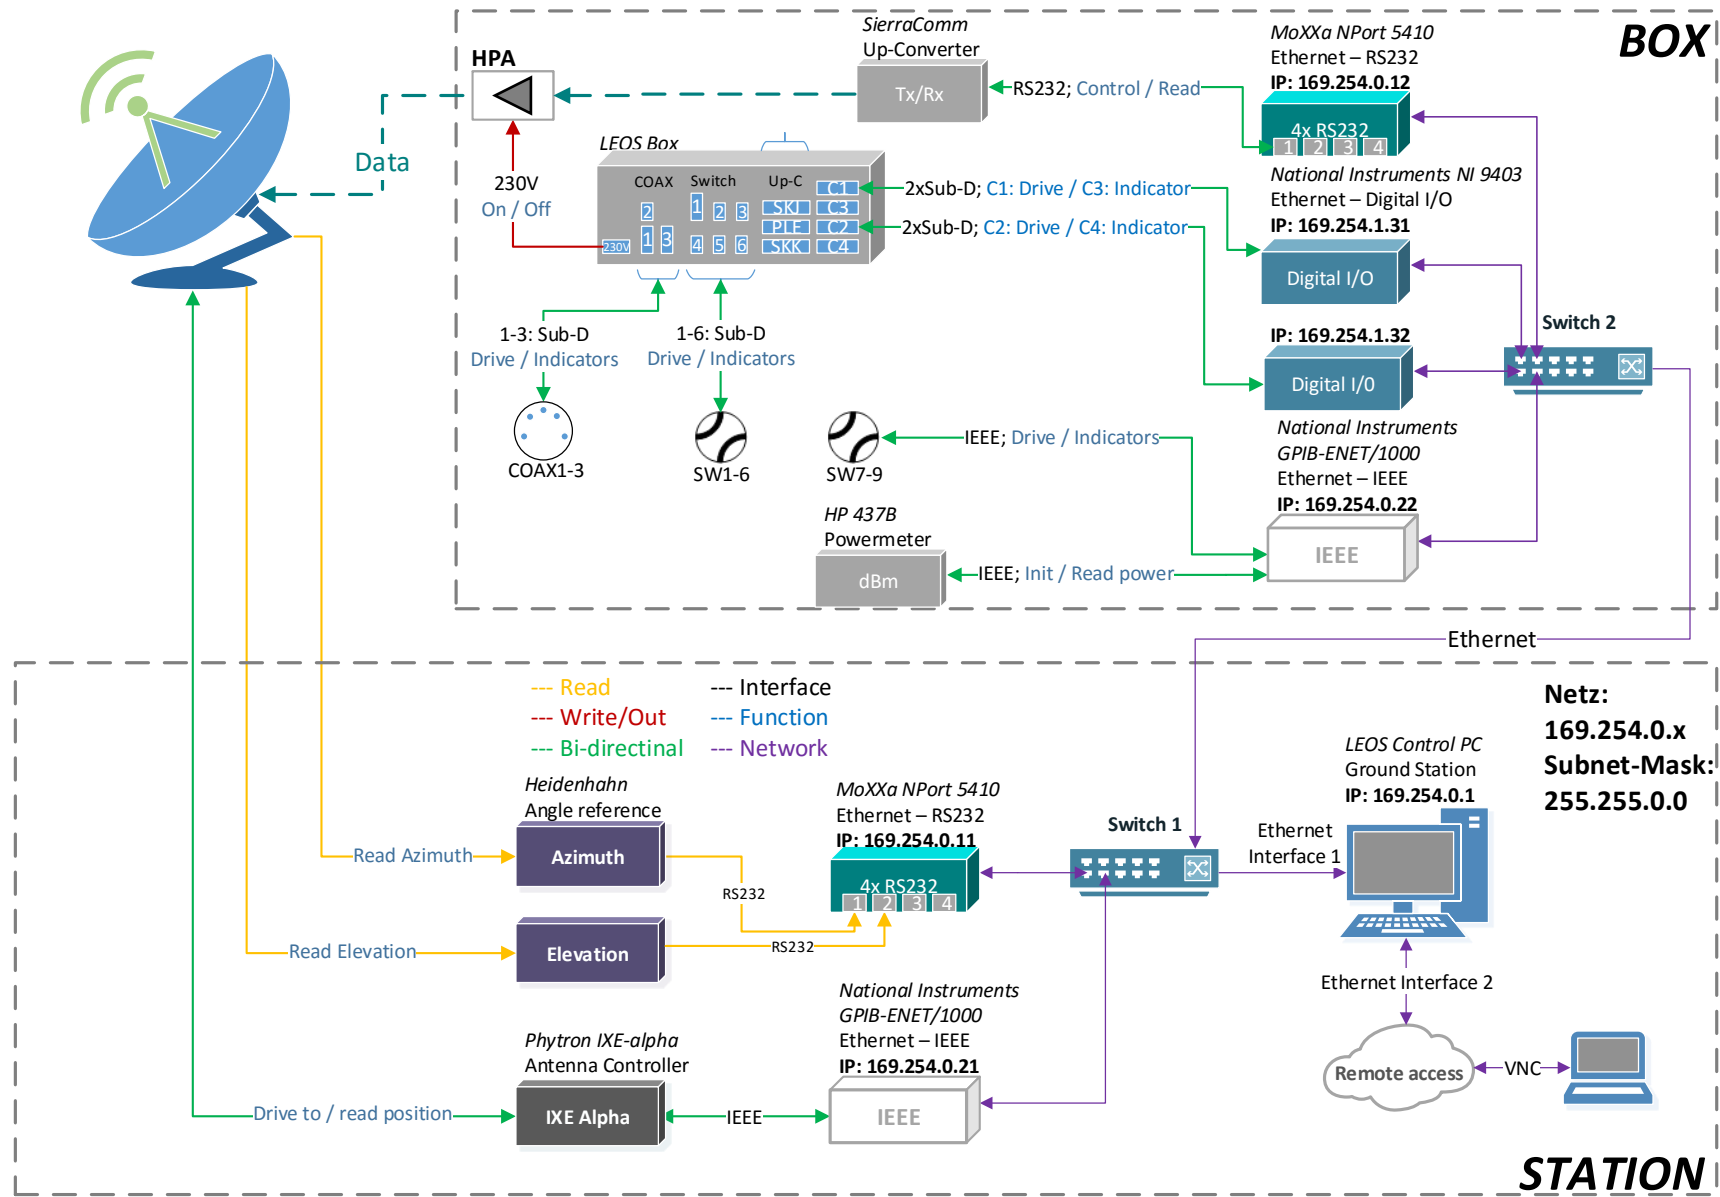 BOX
SierraComm
Up-Converter
Tx/Rx
HPA
MoXXa NPort 5410
Ethernet – RS232
IP: 169.254.0.12
4x RS232
1 2 3 4
RS232; Control / Read
Data
230V
On / Off
LEOS Box
COAX Switch Up-C
2
1 3
230V
1 2 3
4 5 6
SKJ
PLF
SKK
C1
C3
C2
C4
2xSub-D; C1: Drive / C3: Indicator
2xSub-D; C2: Drive / C4: Indicator
National Instruments NI 9403
Ethernet – Digital I/O
IP: 169.254.1.31
Digital I/O
IP: 169.254.1.32
Digital I/0
Switch 2
1-3: Sub-D
Drive / Indicators
COAX1-3
1-6: Sub-D
Drive / Indicators
SW1-6
SW7-9
IEEE; Drive / Indicators
National Instruments
GPIB-ENET/1000
Ethernet – IEEE
IP: 169.254.0.22
IEEE
HP 437B
Powermeter
dBm
IEEE; Init / Read power
Ethernet
--- Read
--- Write/Out
--- Bi-directinal
--- Interface
--- Function
--- Network
Netz:
169.254.0.x
Subnet-Mask:
255.255.0.0
LEOS Control PC
Ground Station
IP: 169.254.0.1
Heidenhahn
Angle reference
Azimuth
Read Azimuth
RS232
Elevation
Read Elevation
RS232
MoXXa NPort 5410
Ethernet – RS232
IP: 169.254.0.11
4x RS232
1 2 3 4
Switch 1
Ethernet
Interface 1
Ethernet Interface 2
Remote access
VNC
National Instruments
GPIB-ENET/1000
Ethernet – IEEE
IP: 169.254.0.21
IEEE
Phytron IXE-alpha
Antenna Controller
IXE Alpha
Drive to / read position
IEEE
STATION